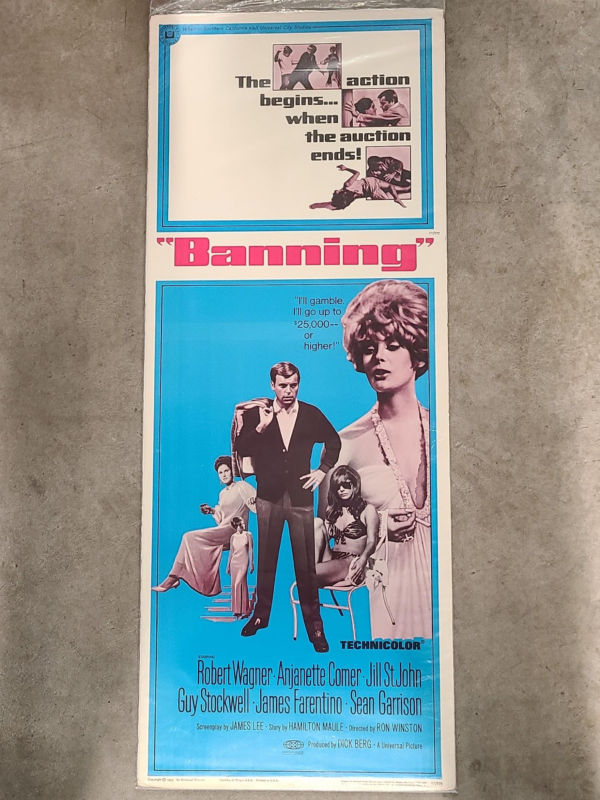 The action
begins...
when
the auction
ends!
"Banning"
"I'll gamble.
I'll go up to
$25,000--
or
higher!"
TECHNICOLOR®
STARRING
Robert Wagner · Anjanette Comer · Jill St. John
Guy Stockwell · James Farentino · Sean Garrison
Screenplay by JAMES LEE · Story by HAMILTON MAULE · Directed by RON WINSTON
Produced by DICK BERG · A Universal Picture